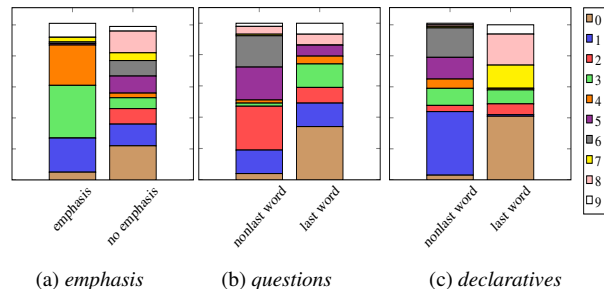 0
1
2
3
4
5
6
7
8
9
emphasis
no emphasis
nonlast word
last word
nonlast word
last word
(a) emphasis
(b) questions
(c) declaratives